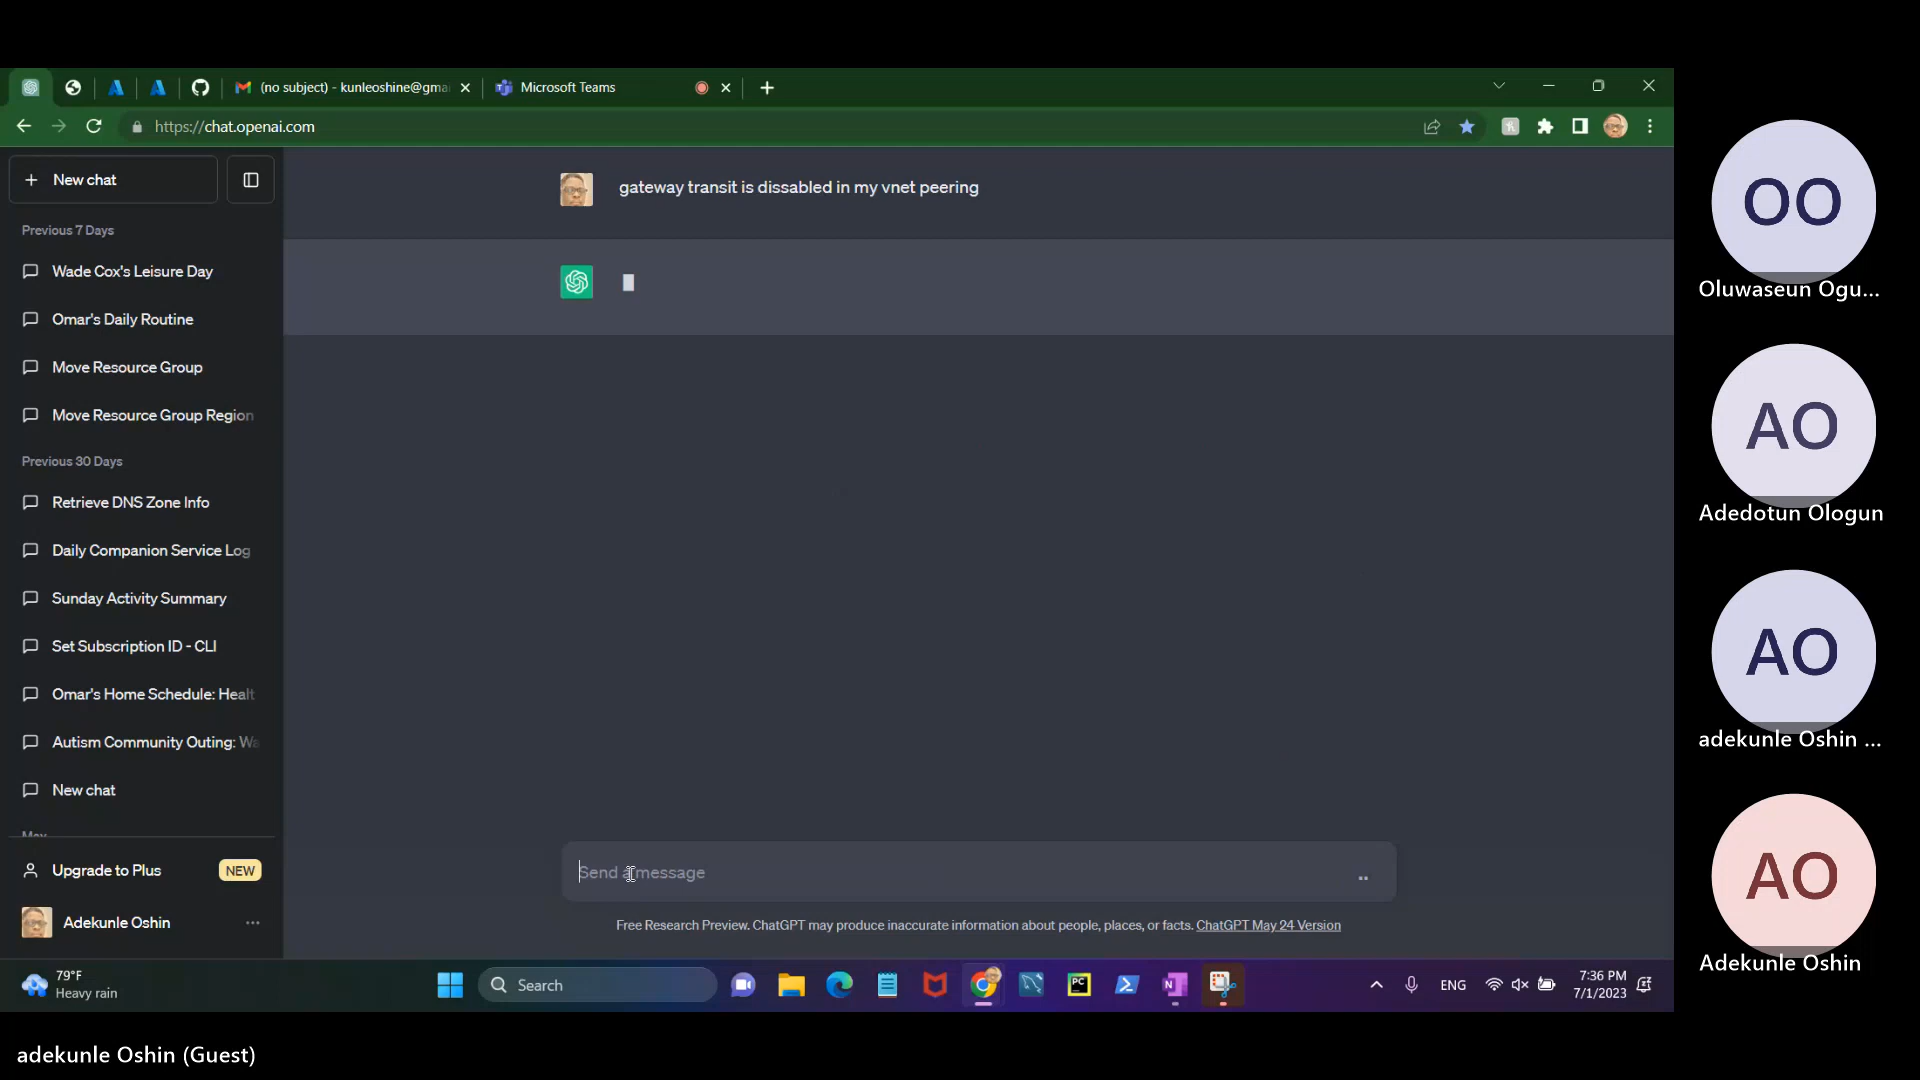 (no subject) - kunleoshine@gma
Microsoft Teams
https://chat.openai.com
New chat
Previous 7 Days
Wade Cox's Leisure Day
Omar's Daily Routine
Move Resource Group
Move Resource Group Region
Previous 30 Days
Retrieve DNS Zone Info
Daily Companion Service Log
Sunday Activity Summary
Set Subscription ID - CLI
Omar's Home Schedule: Healt
Autism Community Outing: Wa
New chat
May
Upgrade to Plus
NEW
Adekunle Oshin
gateway transit is dissabled in my vnet peering
Send a message
Free Research Preview. ChatGPT may produce inaccurate information about people, places, or facts. ChatGPT May 24 Version
OO
Oluwaseun Ogu...
AO
Adedotun Ologun
AO
adekunle Oshin ...
AO
Adekunle Oshin
79°F
Heavy rain
Search
PC
N
ENG
7:36 PM
7/1/2023
adekunle Oshin (Guest)